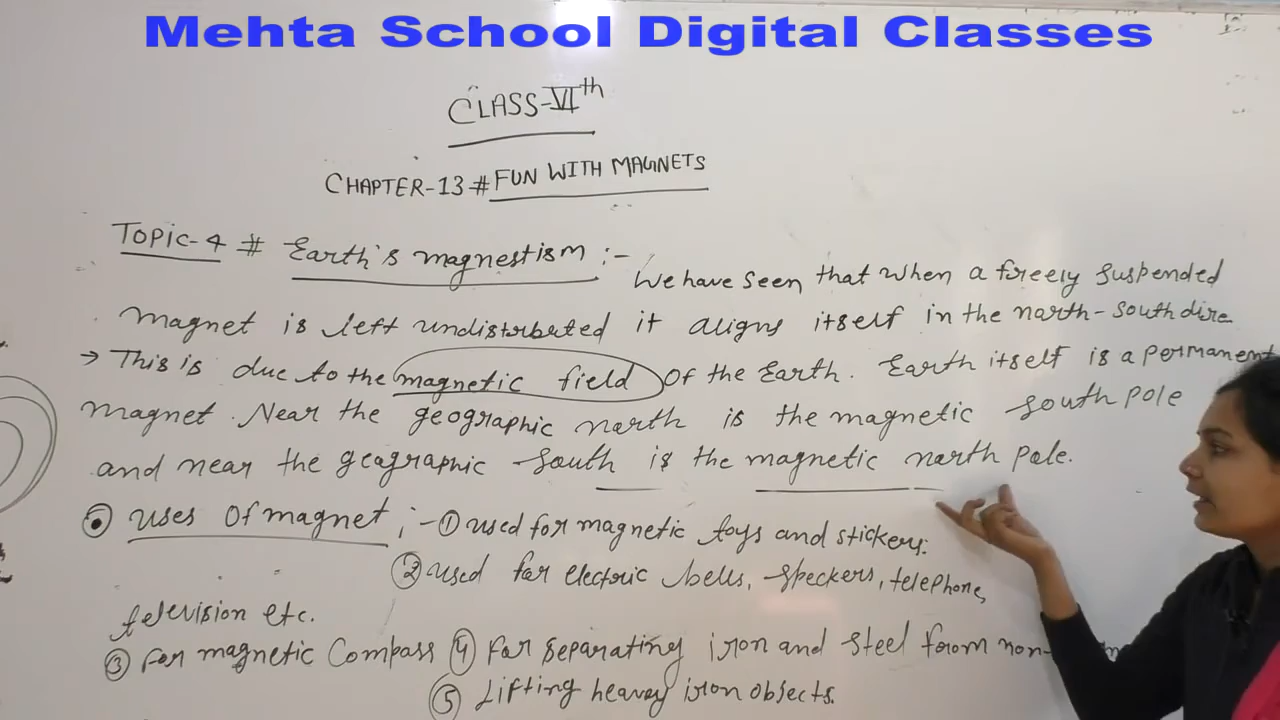 Mehta School Digital Classes
CLASS-VIth
CHAPTER-13 # FUN WITH MAGNETS
TOPIC-4 # Earth's magnestism :-
We have seen that when a freely suspended
magnet is left undisturbuted it aligns itself in the north-south dire
→ This is due to the magnetic field of the Earth. Earth itself is a permanent
magnet. Near the geographic north is the magnetic south pole
and near the geagraphic south is the magnetic north pole.
uses of magnet ; - ① used for magnetic toys and stickers.
② used for electric bells, speckers, telephone,
television etc.
③ For magnetic Compass ④ For separating iron and steel forom non-
⑤ Lifting heavy iron objects.